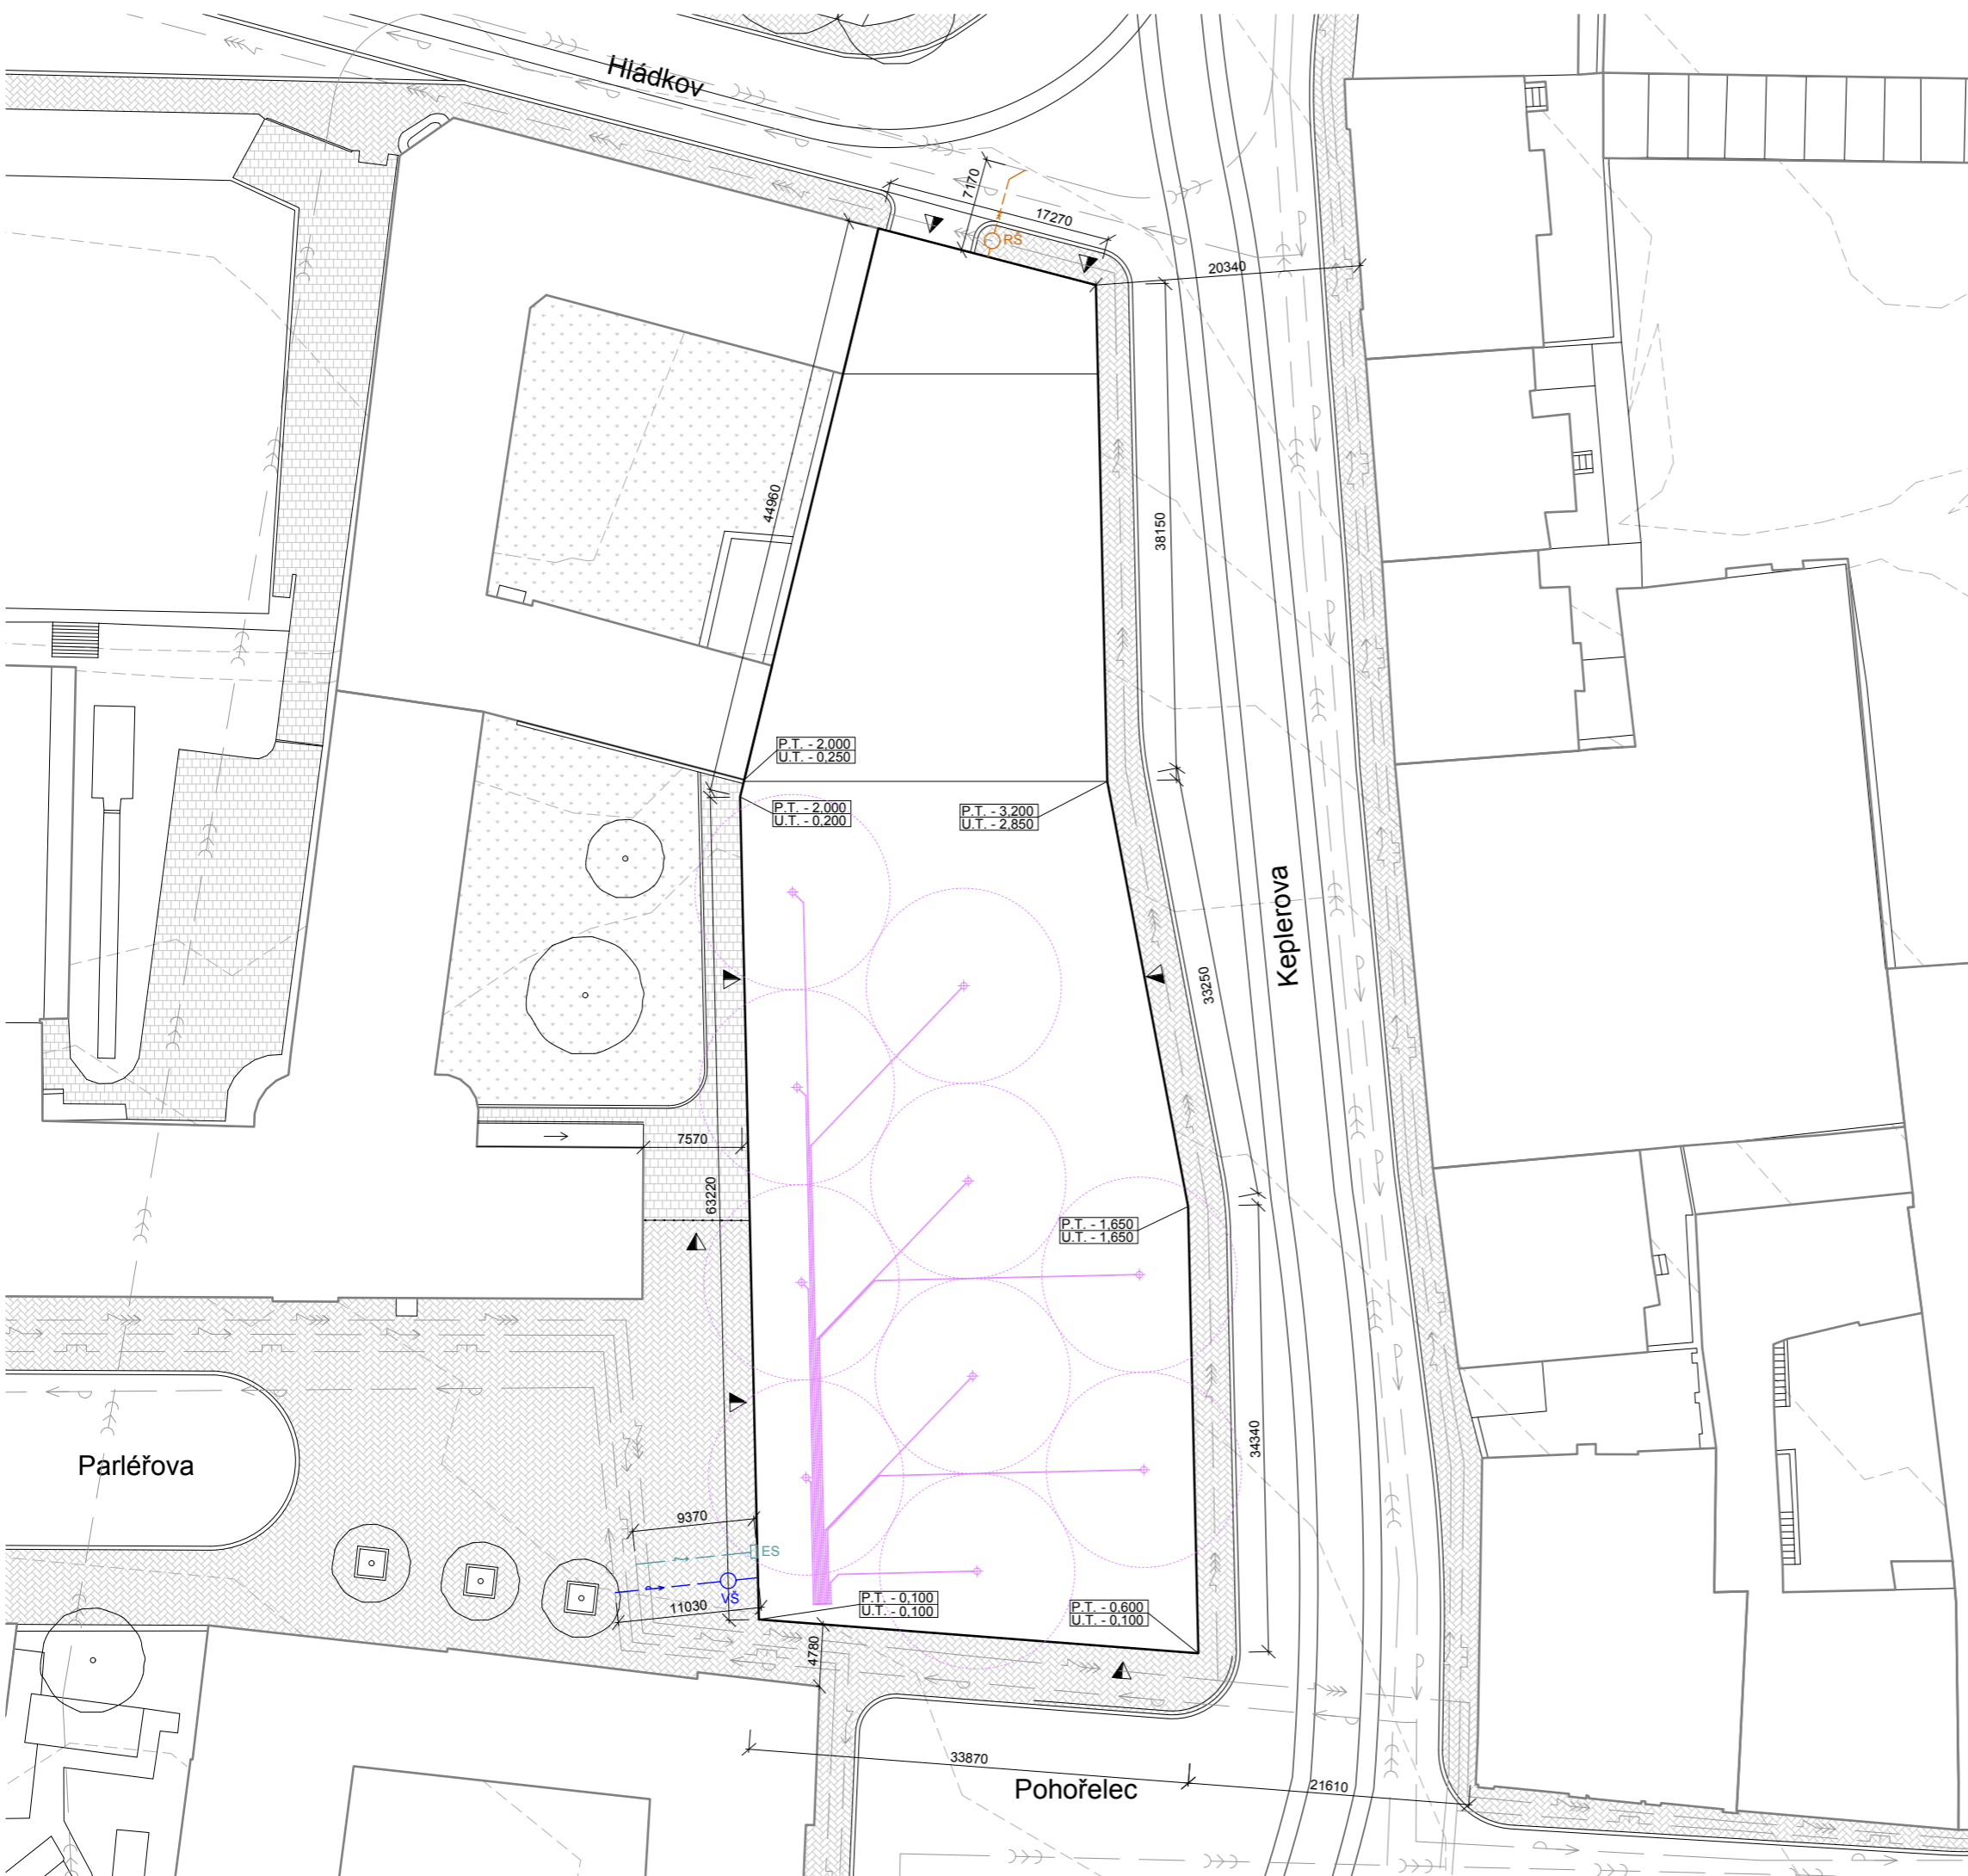 Hládkov
7170
17270
RŠ
20340
44960
38150
P.T. - 2,000
U.T. - 0,250
P.T. - 2,000
U.T. - 0,200
P.T. - 3,200
U.T. - 2,850
Keplerova
33250
7570
63220
P.T. - 1,650
U.T. - 1,650
34340
Parléřova
9370
ES
VŠ
11030
P.T. - 0,100
U.T. - 0,100
P.T. - 0,600
U.T. - 0,100
4780
33870
Pohořelec
21610